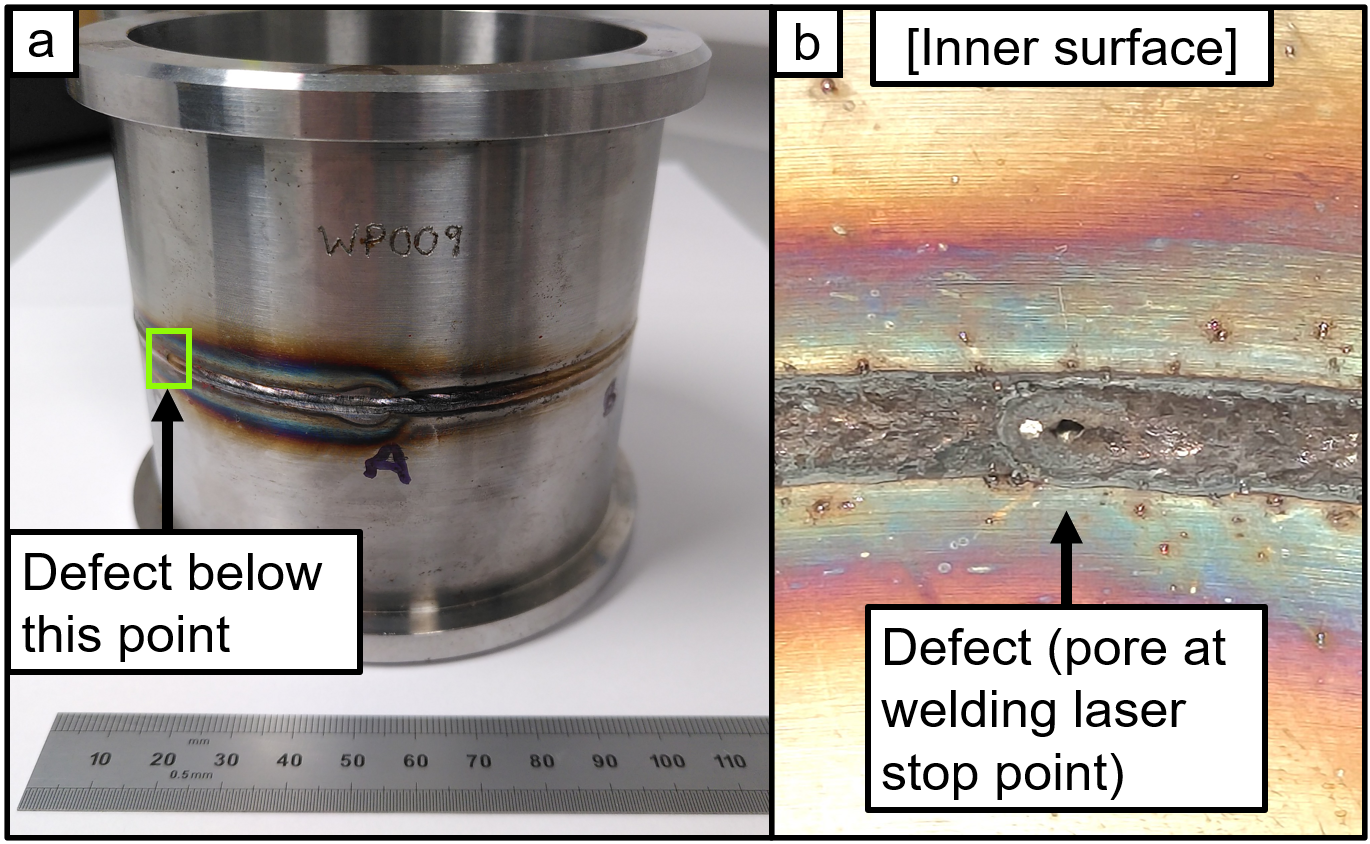 a
WP009
A
B
Defect below
this point
mm
10 20 30 40 50 60 70 80 90 100 110
0.5mm
b
[Inner surface]
Defect (pore at
welding laser
stop point)